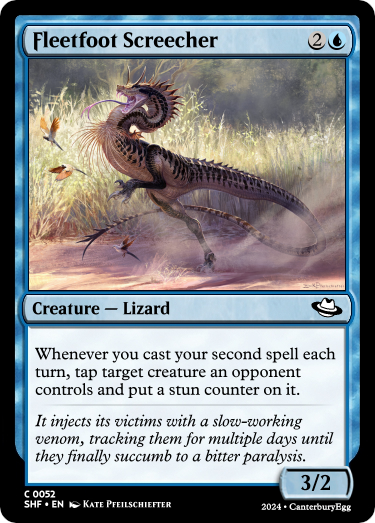 Fleetfoot Screecher 2
Creature — Lizard
Whenever you cast your second spell each
turn, tap target creature an opponent
controls and put a stun counter on it.
It injects its victims with a slow-working
venom, tracking them for multiple days until
they finally succumb to a bitter paralysis.
3/2
C 0052
SHF • EN Kate Pfeilschiefter
2024 • CanterburyEgg